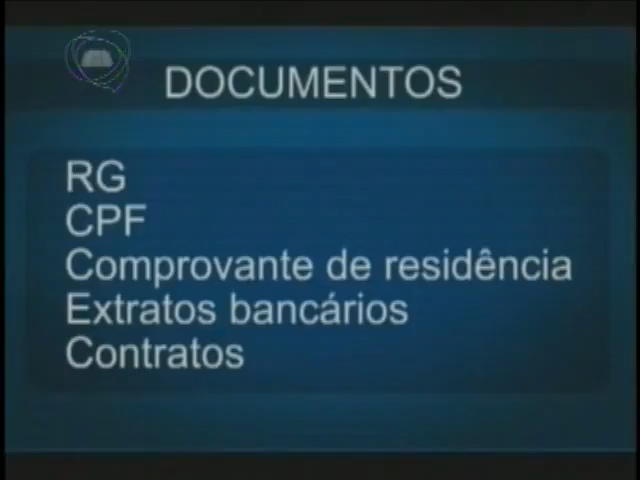 DOCUMENTOS
RG
CPF
Comprovante de residência
Extratos bancários
Contratos